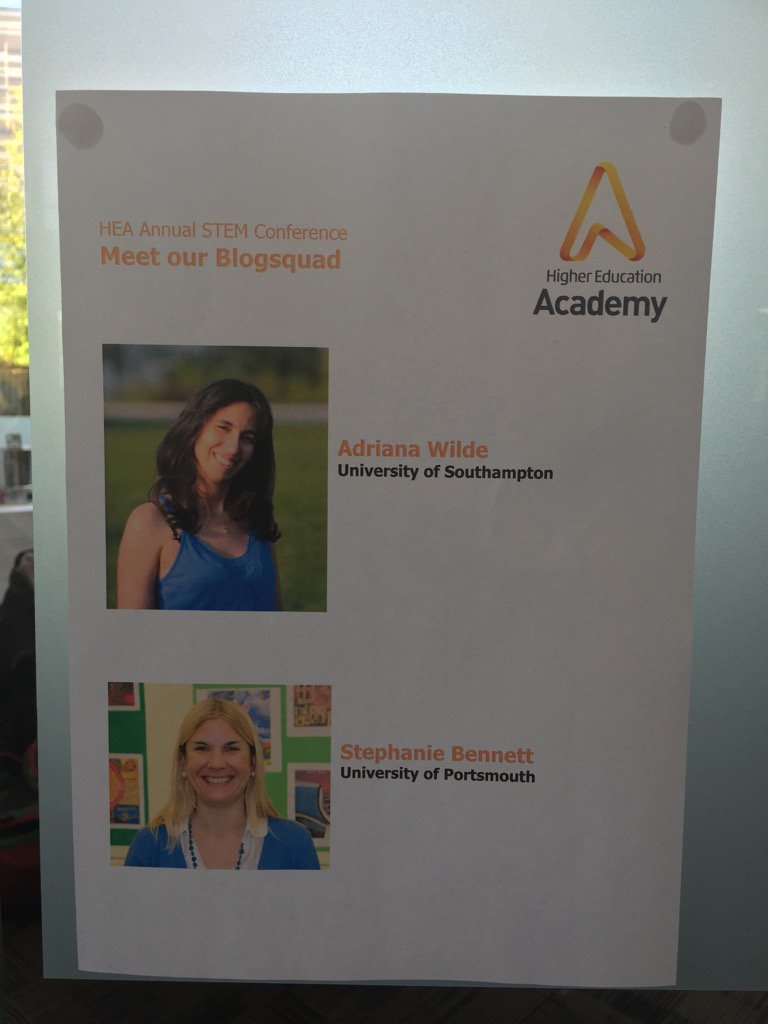 HEA Annual STEM Conference
Meet our Blogsquad
Higher Education
Academy
Adriana Wilde
University of Southampton
Stephanie Bennett
University of Portsmouth